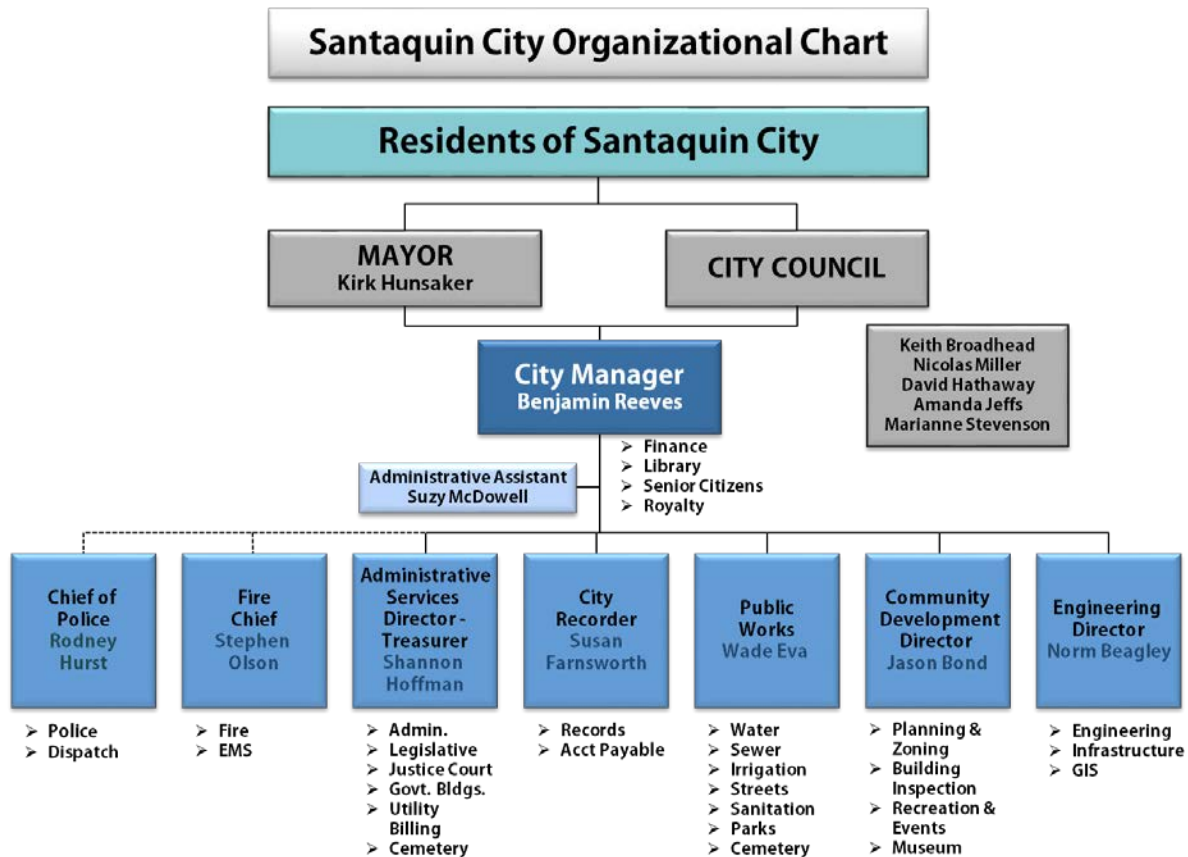 Santaquin City Organizational Chart
Residents of Santaquin City
MAYOR
Kirk Hunsaker
CITY COUNCIL
Keith Broadhead
Nicolas Miller
David Hathaway
Amanda Jeffs
Marianne Stevenson
City Manager
Benjamin Reeves
➢ Finance
➢ Library
➢ Senior Citizens
➢ Royalty
Administrative Assistant
Suzy McDowell
Chief of
Police
Rodney
Hurst
➢ Police
➢ Dispatch
Fire
Chief
Stephen
Olson
➢ Fire
➢ EMS
Administrative
Services
Director -
Treasurer
Shannon
Hoffman
➢ Admin.
➢ Legislative
➢ Justice Court
➢ Govt. Bldgs.
➢ Utility
Billing
➢ Cemetery
City
Recorder
Susan
Farnsworth
➢ Records
➢ Acct Payable
Public
Works
Wade Eva
➢ Water
➢ Sewer
➢ Irrigation
➢ Streets
➢ Sanitation
➢ Parks
➢ Cemetery
Community
Development
Director
Jason Bond
➢ Planning &
Zoning
➢ Building
Inspection
➢ Recreation &
Events
➢ Museum
Engineering
Director
Norm Beagley
➢ Engineering
➢ Infrastructure
➢ GIS